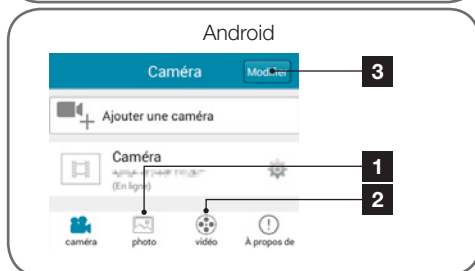 Android
Caméra Modifier 3
Ajouter une caméra
Caméra
(En ligne)
1
2
caméra photo vidéo À propos de